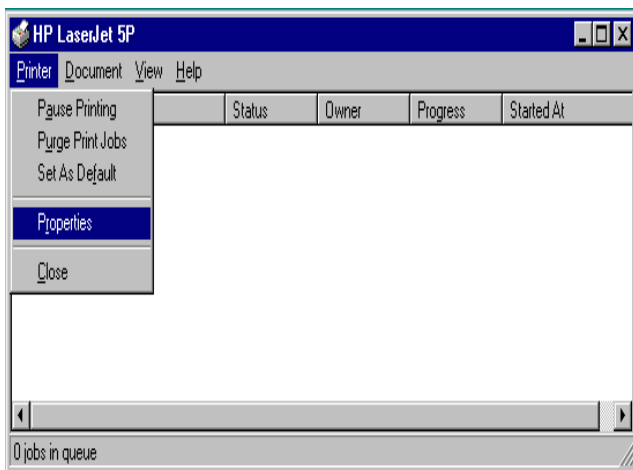 HP LaserJet 5P
Printer Document View Help
Status Owner Progress Started At
Pause Printing
Purge Print Jobs
Set As Default
Properties
Close
0 jobs in queue